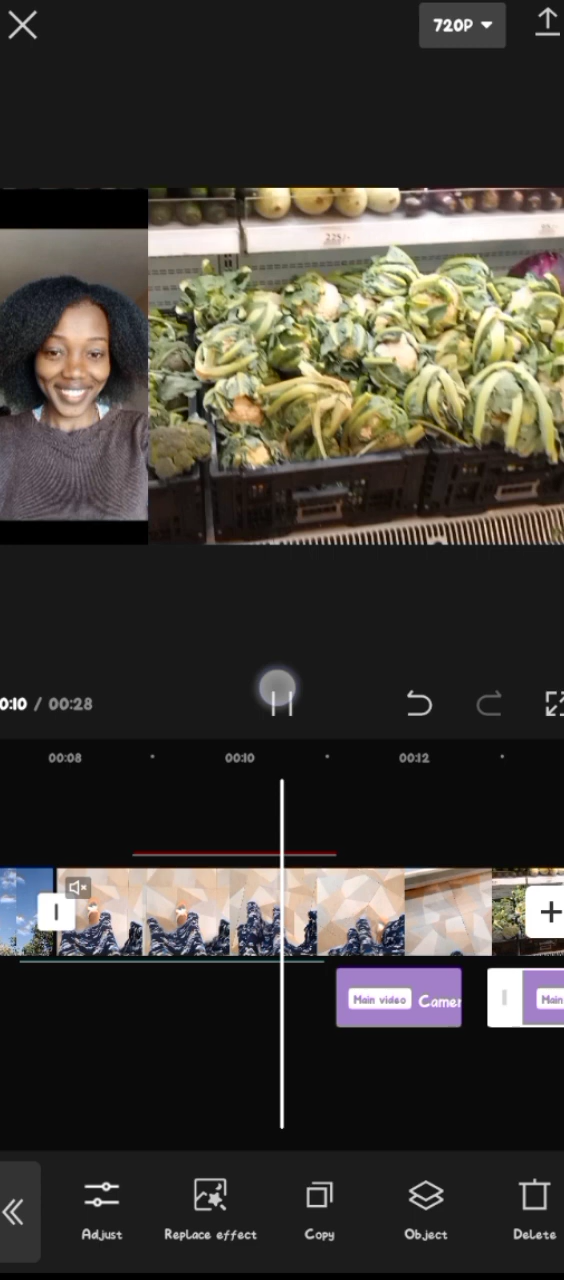 720P
225/-
0:10 / 00:28
00:08
00:10
00:12
Main video Camer
Main
Adjust
Replace effect
Copy
Object
Delete